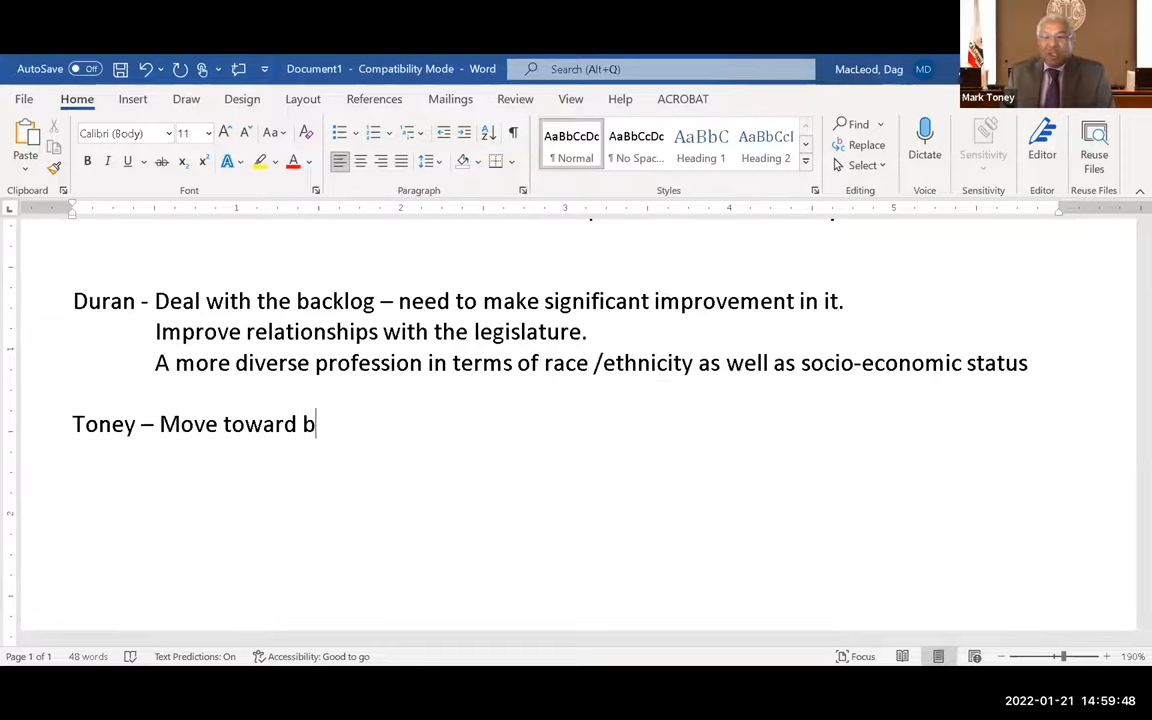 AutoSave Off Document1 - Compatibility Mode - Word Search (Alt+Q) MacLeod, Dag MD
Mark Toney
File Home Insert Draw Design Layout References Mailings Review View Help ACROBAT
Calibri (Body) 11 AaBbCcDc AaBbCcDc AaBbC AaBbCcI Find
Replace
Select
Paste ¶ Normal ¶ No Spac... Heading 1 Heading 2 Dictate Sensitivity Editor Reuse Files
Clipboard Font Paragraph Styles Editing Voice Sensitivity Editor Reuse Files
1 2 3 4 5
Duran - Deal with the backlog – need to make significant improvement in it.
Improve relationships with the legislature.
A more diverse profession in terms of race /ethnicity as well as socio-economic status
Toney – Move toward b
Page 1 of 1 48 words Text Predictions: On Accessibility: Good to go Focus 190%
2022-01-21 14:59:48